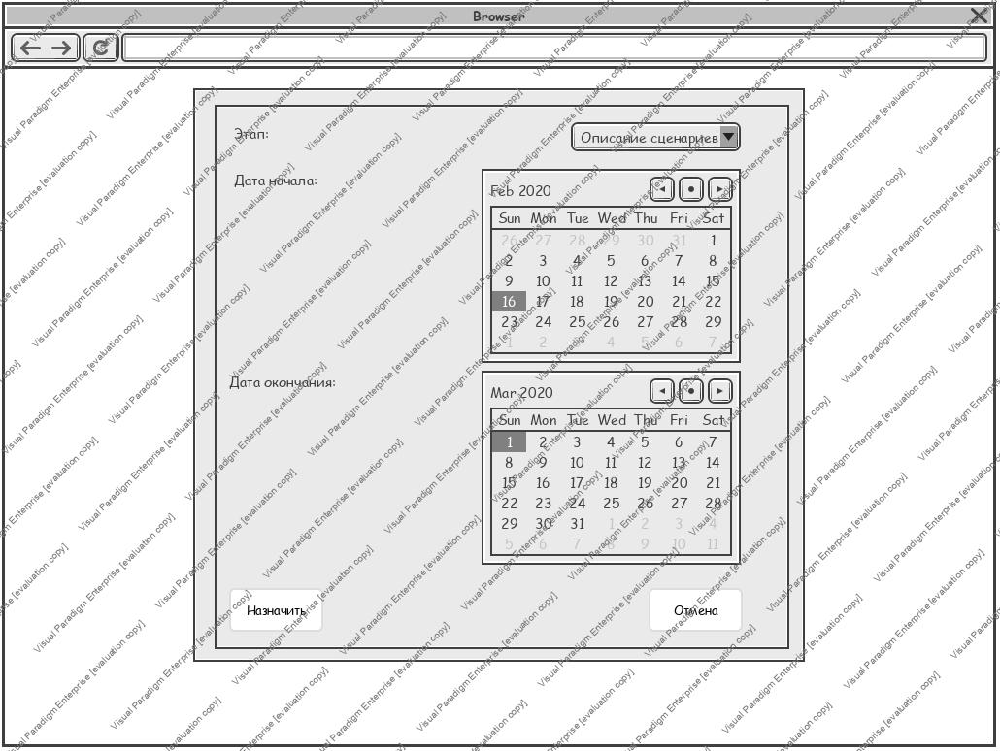 Browser
Этап:
Описание сценариев
Дата начала:
Feb 2020
Sun Mon Tue Wed Thu Fri Sat
26 27 28 29 30 31 1
2 3 4 5 6 7 8
9 10 11 12 13 14 15
16 17 18 19 20 21 22
23 24 25 26 27 28 29
1 2 3 4 5 6 7
Дата окончания:
Mar 2020
Sun Mon Tue Wed Thu Fri Sat
1 2 3 4 5 6 7
8 9 10 11 12 13 14
15 16 17 18 19 20 21
22 23 24 25 26 27 28
29 30 31 1 2 3 4
5 6 7 8 9 10 11
Назначить
Отмена
Visual Paradigm Enterprise [evaluation copy]